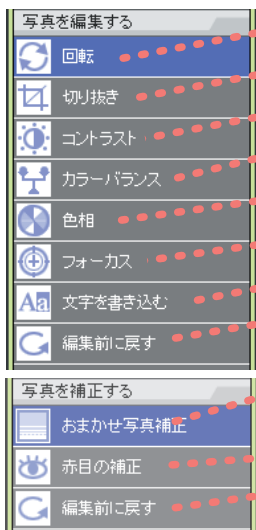 写真を編集する
回転
切り抜き
コントラスト
カラーバランス
色相
フォーカス
Aa 文字を書き込む
編集前に戻す
写真を補正する
おまかせ写真補正
赤目の補正
編集前に戻す